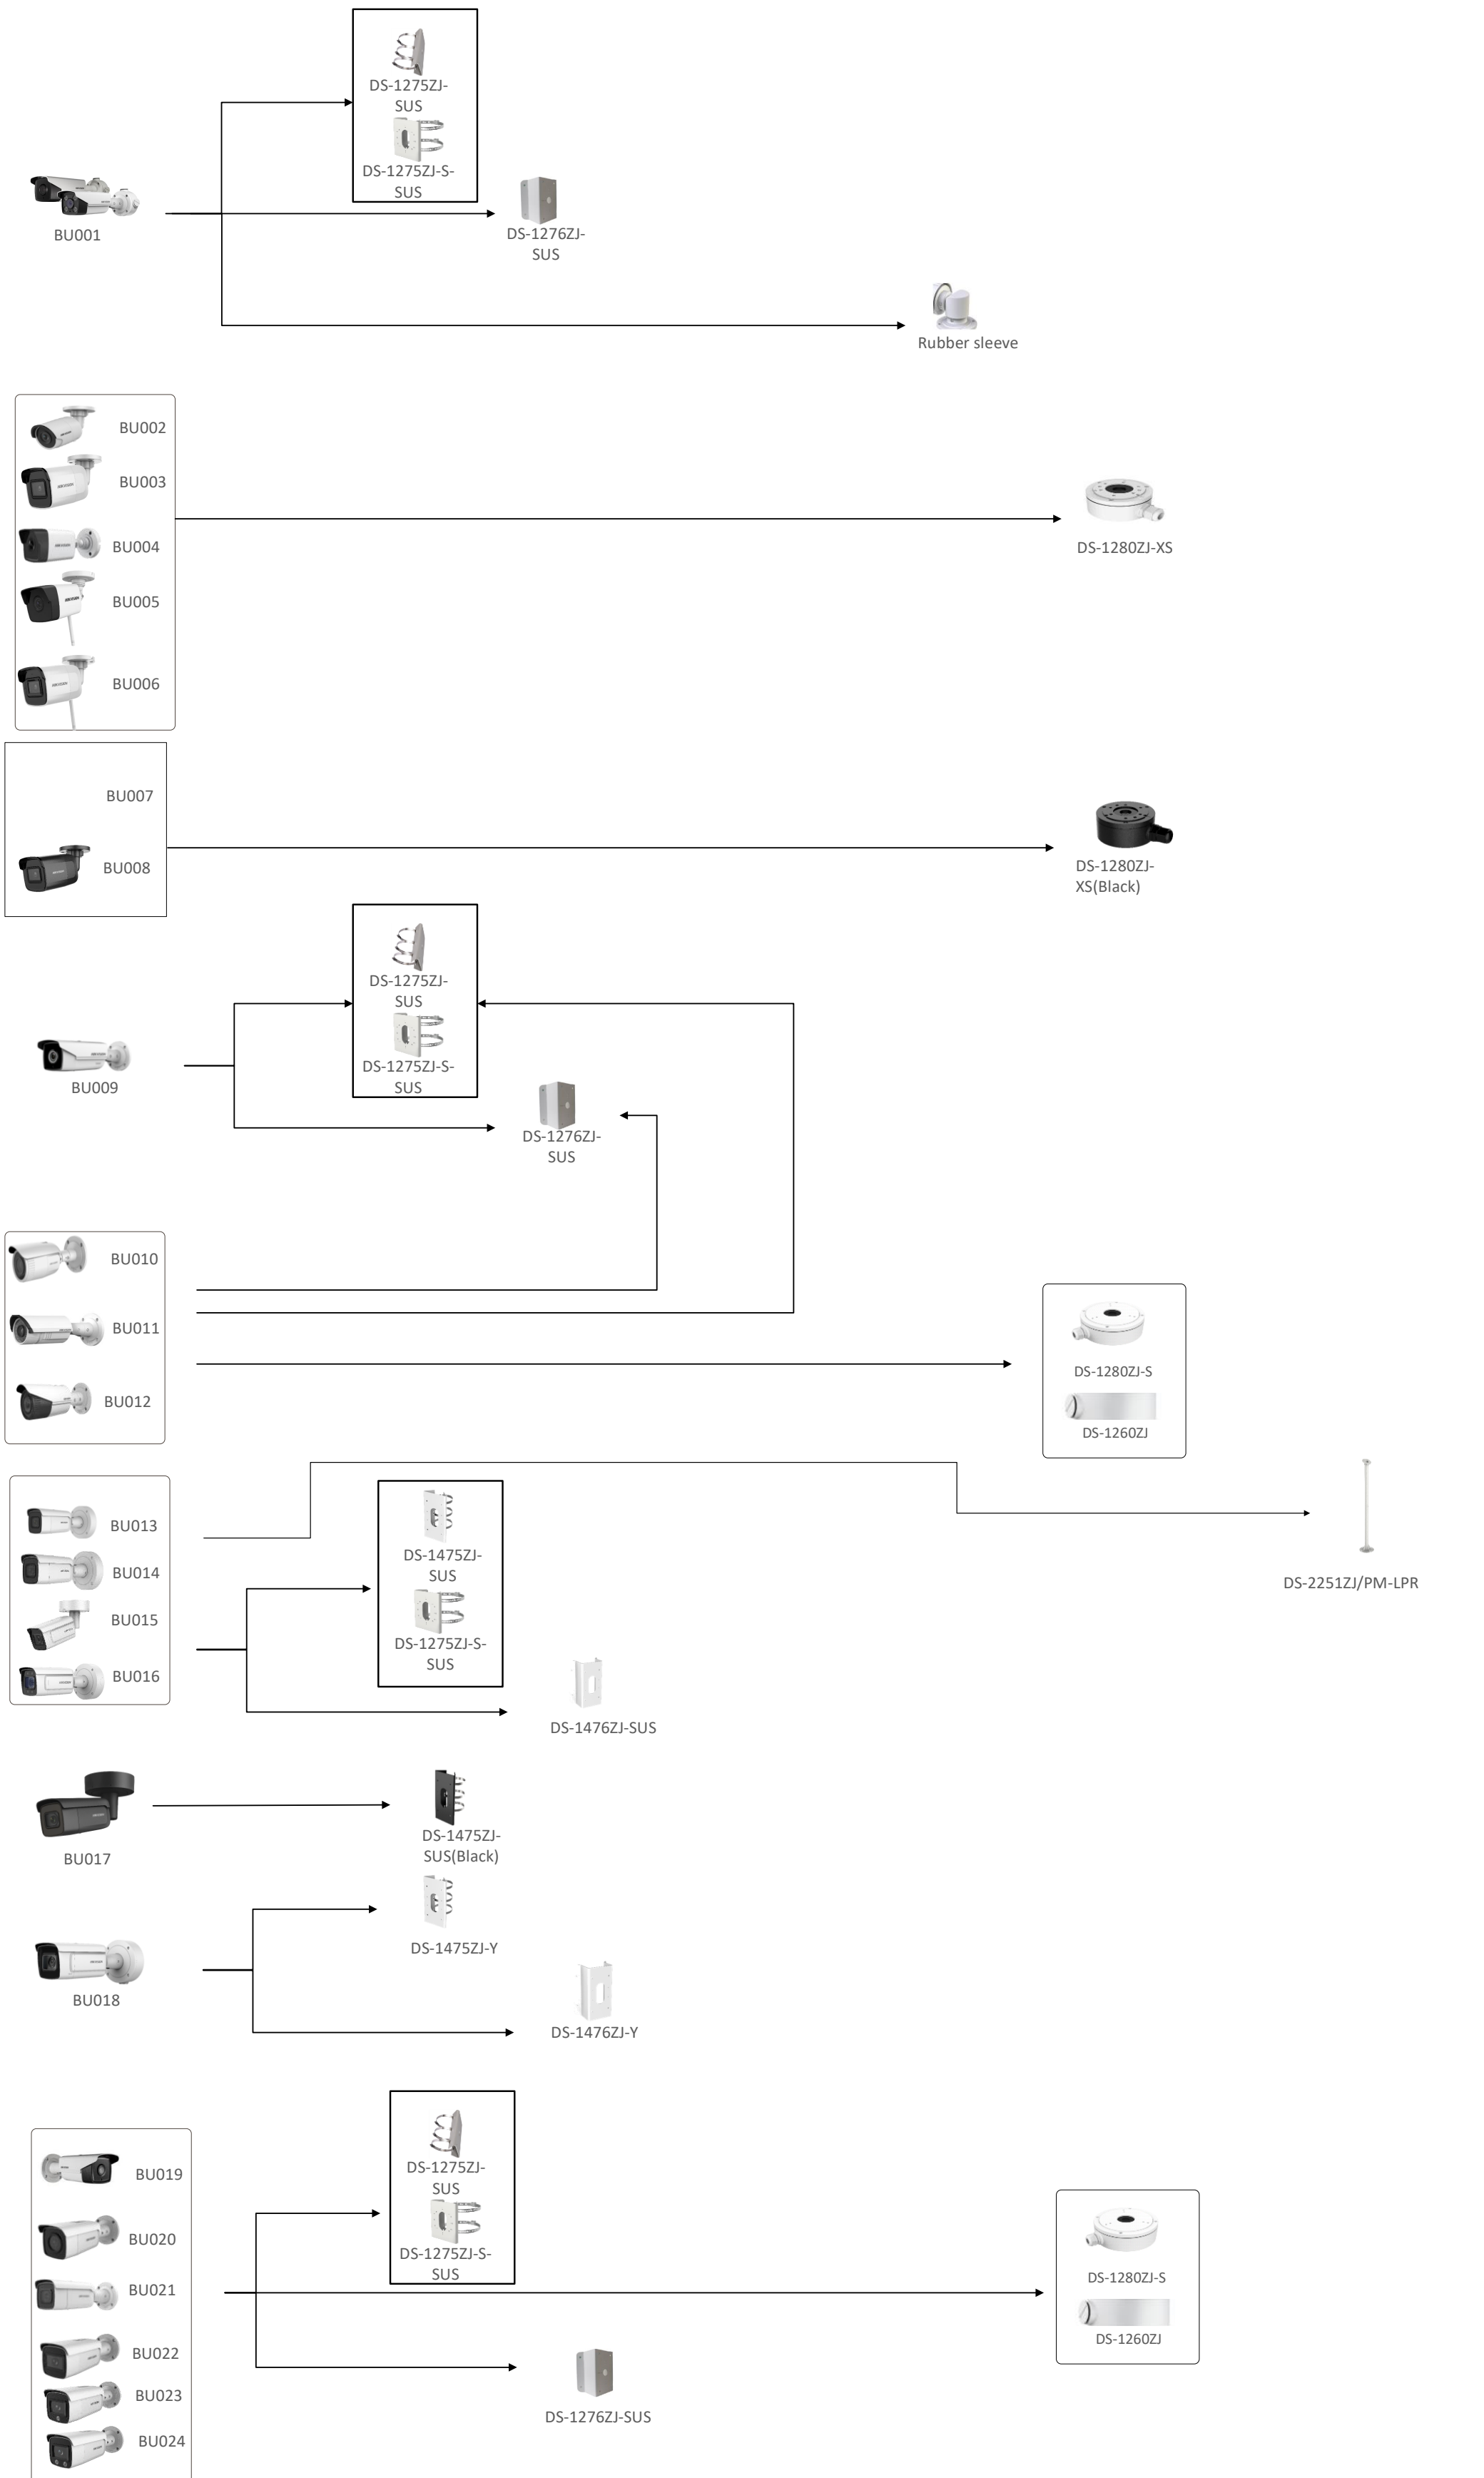 DS-1275ZJ-
SUS
DS-1275ZJ-S-
SUS
BU001
DS-1276ZJ-
SUS
Rubber sleeve
BU002
BU003
BU004
BU005
BU006
DS-1280ZJ-XS
BU007
BU008
DS-1280ZJ-
XS(Black)
DS-1275ZJ-
SUS
DS-1275ZJ-S-
SUS
BU009
DS-1276ZJ-
SUS
BU010
BU011
BU012
DS-1280ZJ-S
DS-1260ZJ
BU013
BU014
BU015
BU016
DS-1475ZJ-
SUS
DS-1275ZJ-S-
SUS
DS-2251ZJ/PM-LPR
DS-1476ZJ-SUS
BU017
DS-1475ZJ-
SUS(Black)
DS-1475ZJ-Y
BU018
DS-1476ZJ-Y
DS-1275ZJ-
SUS
DS-1275ZJ-S-
SUS
BU019
BU020
BU021
BU022
BU023
BU024
DS-1280ZJ-S
DS-1260ZJ
DS-1276ZJ-SUS